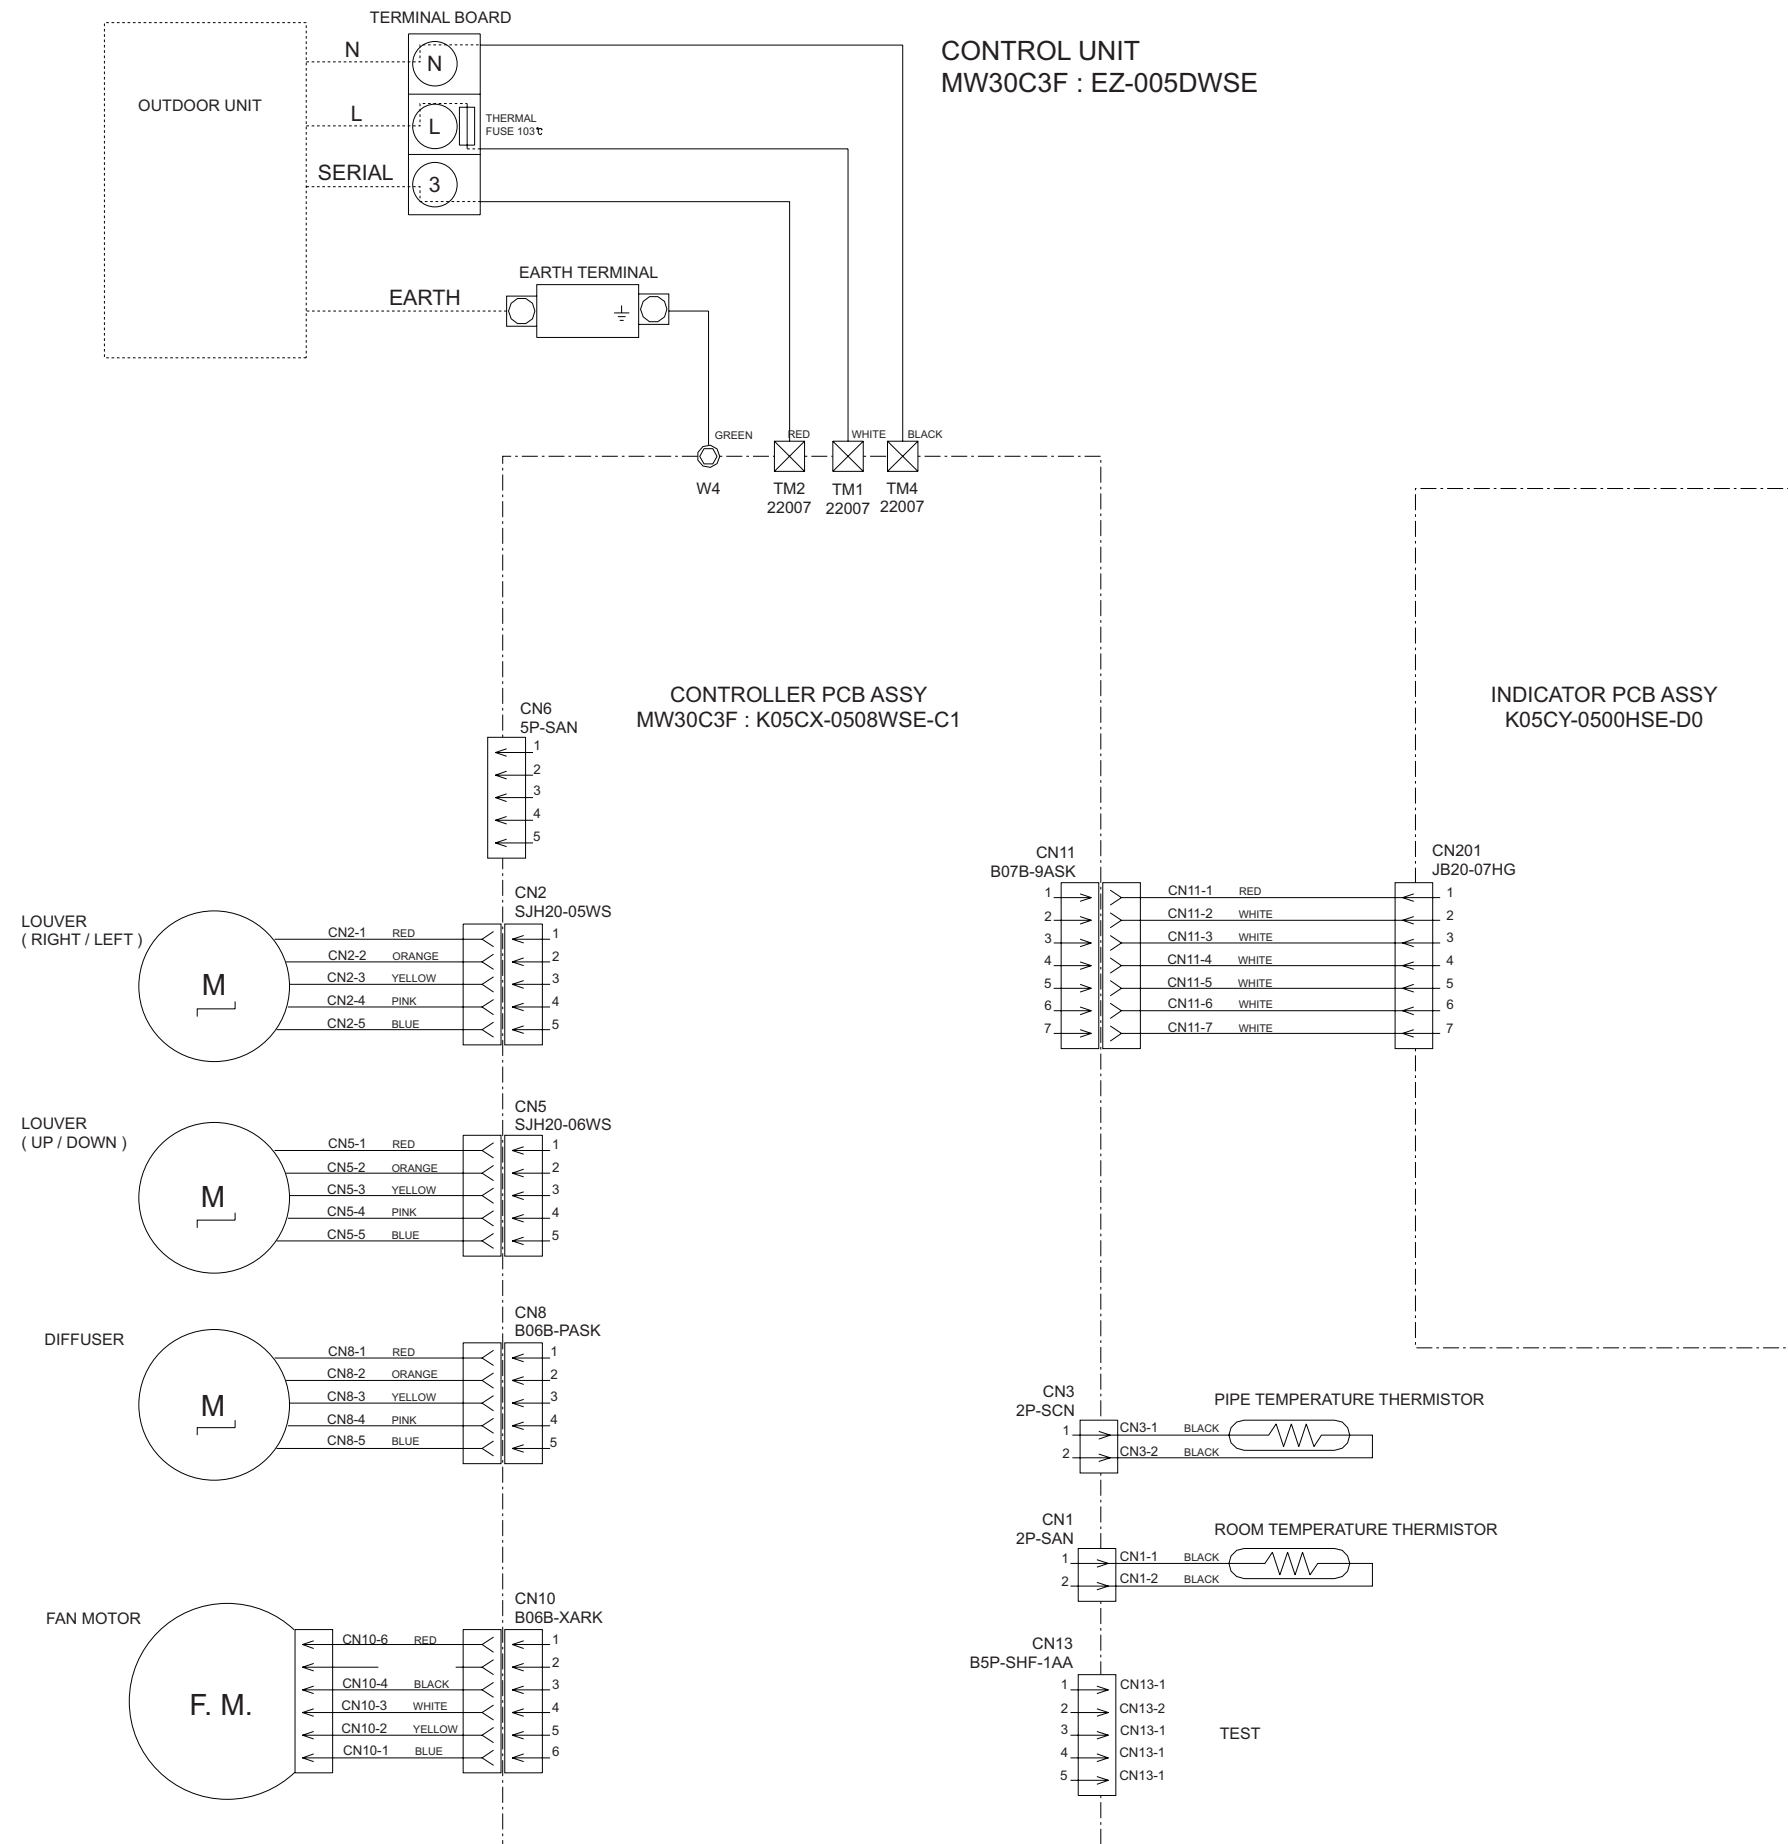 TERMINAL BOARD
CONTROL UNIT
MW30C3F : EZ-005DWSE
OUTDOOR UNIT
N
N
L
L
THERMAL
FUSE 103℃
SERIAL
3
EARTH TERMINAL
EARTH
GREEN
RED
WHITE
BLACK
W4
TM2
22007
TM1
22007
TM4
22007
CONTROLLER PCB ASSY
MW30C3F : K05CX-0508WSE-C1
INDICATOR PCB ASSY
K05CY-0500HSE-D0
CN6
5P-SAN
1
2
3
4
5
LOUVER
( RIGHT / LEFT )
M
CN2
SJH20-05WS
CN2-1 RED 1
CN2-2 ORANGE 2
CN2-3 YELLOW 3
CN2-4 PINK 4
CN2-5 BLUE 5
CN11
B07B-9ASK
CN201
JB20-07HG
1 CN11-1 RED 1
2 CN11-2 WHITE 2
3 CN11-3 WHITE 3
4 CN11-4 WHITE 4
5 CN11-5 WHITE 5
6 CN11-6 WHITE 6
7 CN11-7 WHITE 7
LOUVER
( UP / DOWN )
M
CN5
SJH20-06WS
CN5-1 RED 1
CN5-2 ORANGE 2
CN5-3 YELLOW 3
CN5-4 PINK 4
CN5-5 BLUE 5
DIFFUSER
M
CN8
B06B-PASK
CN8-1 RED 1
CN8-2 ORANGE 2
CN8-3 YELLOW 3
CN8-4 PINK 4
CN8-5 BLUE 5
CN3
2P-SCN
PIPE TEMPERATURE THERMISTOR
1 CN3-1 BLACK
2 CN3-2 BLACK
CN1
2P-SAN
ROOM TEMPERATURE THERMISTOR
1 CN1-1 BLACK
2 CN1-2 BLACK
FAN MOTOR
F. M.
CN10
B06B-XARK
CN10-6 RED 1
2
CN10-4 BLACK 3
CN10-3 WHITE 4
CN10-2 YELLOW 5
CN10-1 BLUE 6
CN13
B5P-SHF-1AA
1 CN13-1
2 CN13-2
3 CN13-1
4 CN13-1
5 CN13-1
TEST